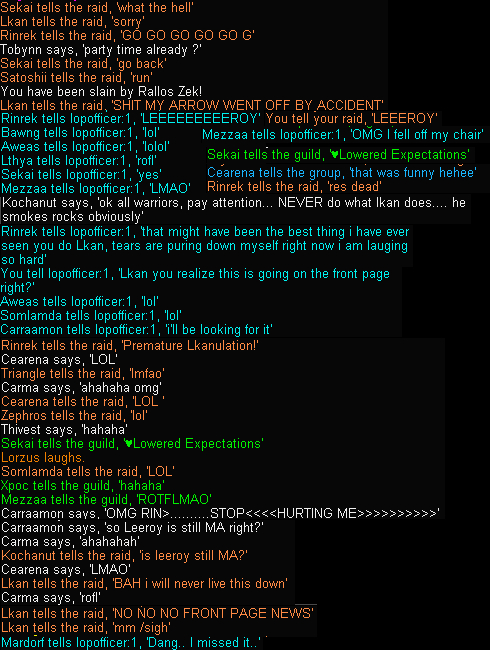 Sekai tells the raid, 'what the hell'
Lkan tells the raid, 'sorry'
Rinrek tells the raid, 'GO GO GO GO GO G'
Tobynn says, 'party time already ?'
Sekai tells the raid, 'go back'
Satoshii tells the raid, 'run'
You have been slain by Rallos Zek!
Lkan tells the raid, 'SHIT MY ARROW WENT OFF BY ACCIDENT'
Rinrek tells lopofficer:1, 'LEEEEEEEEEROY' You tell your raid, 'LEEEROY'
Bawng tells lopofficer:1, 'lol'
Mezzaa tells lopofficer:1, 'OMG I fell off my chair'
Aweas tells lopofficer:1, 'lolol'
Sekai tells the guild, '♥Lowered Expectations'
Lthya tells lopofficer:1, 'rofl'
Cearena tells the group, 'that was funny hehee'
Sekai tells lopofficer:1, 'yes'
Rinrek tells the raid, 'res dead'
Mezzaa tells lopofficer:1, 'LMAO'
Kochanut says, 'ok all warriors, pay attention... NEVER do what lkan does.... he
smokes rocks obviously'
Rinrek tells lopofficer:1, 'that might have been the best thing i have ever
seen you do Lkan, tears are puring down myself right now i am lauging
so hard'
You tell lopofficer:1, 'Lkan you realize this is going on the front page
right?'
Aweas tells lopofficer:1, 'lol'
Somlamda tells lopofficer:1, 'lol'
Carraamon tells lopofficer:1, 'i'll be looking for it'
Rinrek tells the raid, 'Premature Lkanulation!'
Cearena says, 'LOL'
Triangle tells the raid, 'lmfao'
Carma says, 'ahahaha omg'
Cearena tells the raid, 'LOL '
Zephros tells the raid, 'lol'
Thivest says, 'hahaha'
Sekai tells the guild, '♥Lowered Expectations'
Lorzus laughs.
Somlamda tells the raid, 'LOL'
Xpoc tells the guild, 'hahaha'
Mezzaa tells the guild, 'ROTFLMAO'
Carraamon says, 'OMG RIN>..........STOP<<<<HURTING ME>>>>>>>>>>'
Carraamon says, 'so Leeroy is still MA right?'
Carma says, 'ahahahah'
Kochanut tells the raid, 'is leeroy still MA?'
Cearena says, 'LMAO'
Lkan tells the raid, 'BAH i will never live this down'
Carma says, 'rofl'
Lkan tells the raid, 'NO NO NO FRONT PAGE NEWS'
Lkan tells the raid, 'mm /sigh'
Mardorf tells lopofficer:1, 'Dang.. I missed it..'